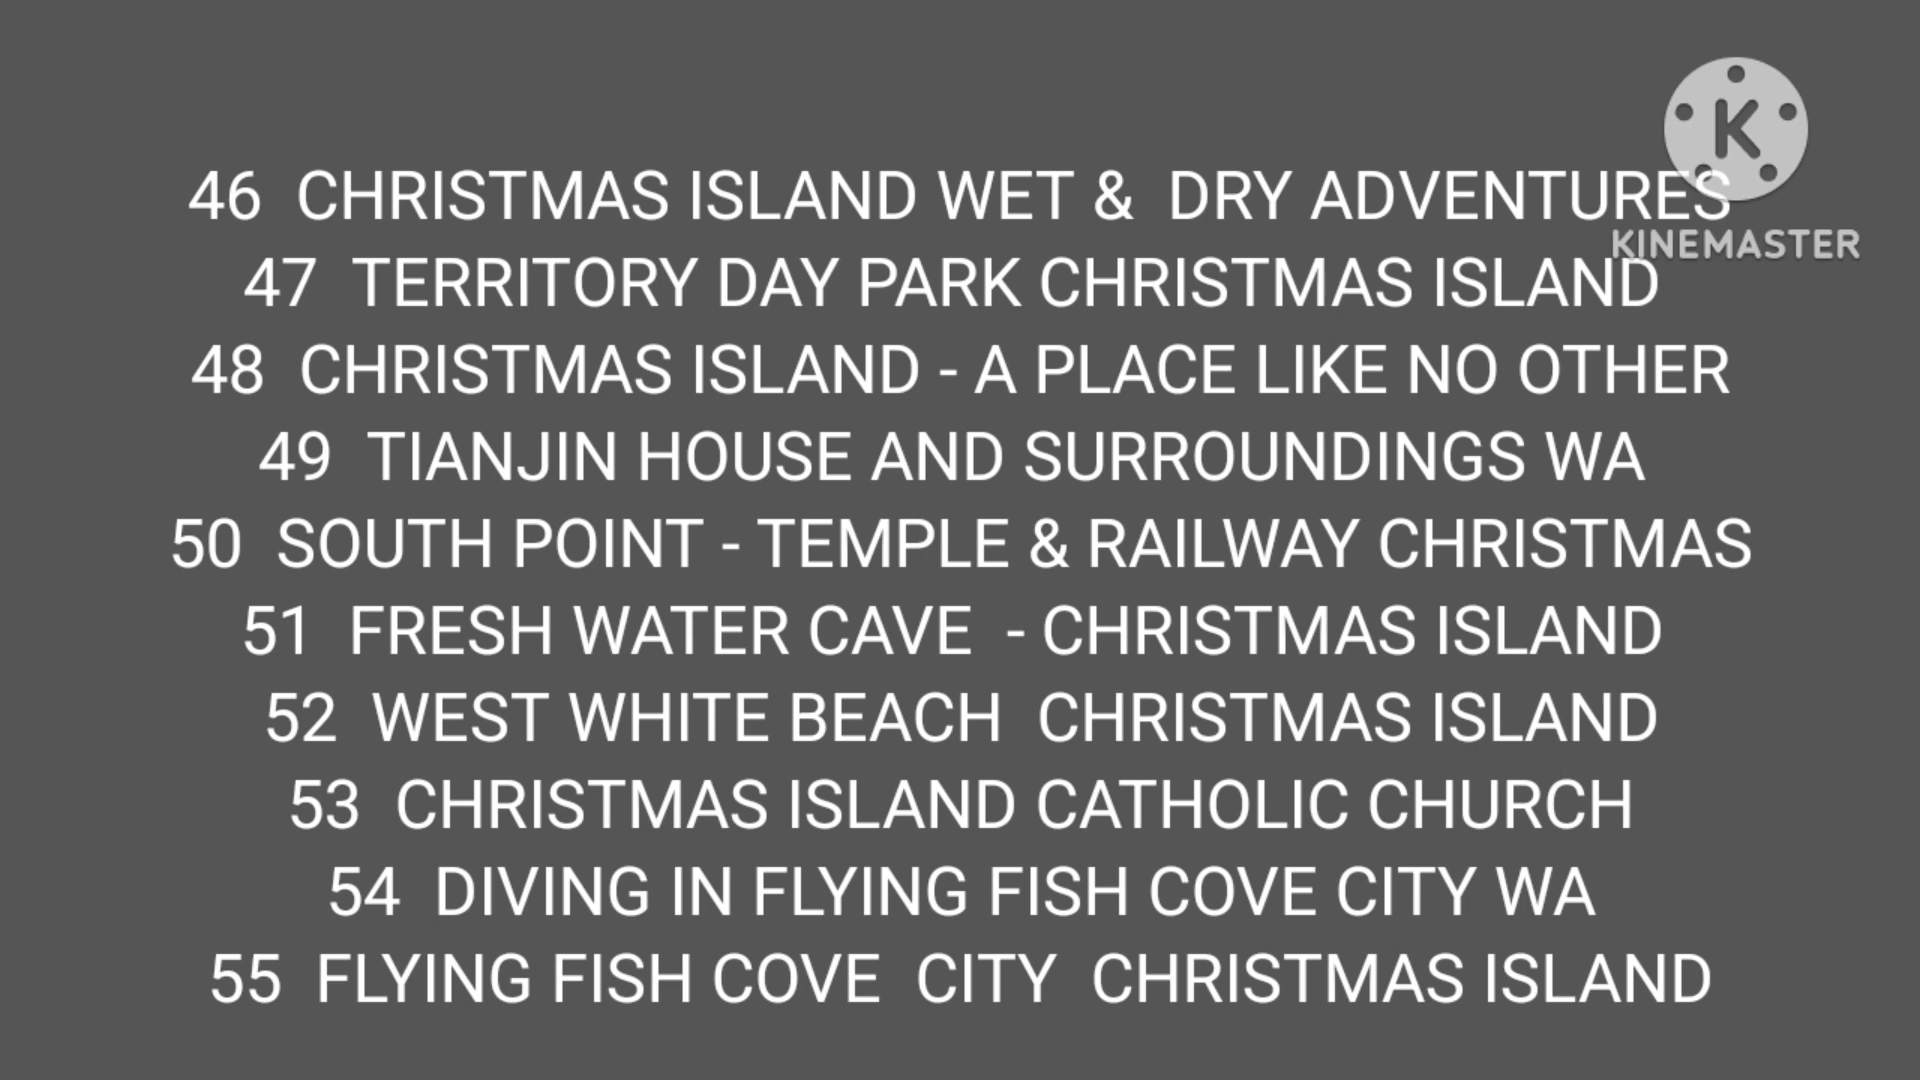 K
KINEMASTER
46  CHRISTMAS ISLAND WET &  DRY ADVENTURES
47  TERRITORY DAY PARK CHRISTMAS ISLAND
48  CHRISTMAS ISLAND - A PLACE LIKE NO OTHER
49  TIANJIN HOUSE AND SURROUNDINGS WA
50  SOUTH POINT - TEMPLE & RAILWAY CHRISTMAS
51  FRESH WATER CAVE  - CHRISTMAS ISLAND
52  WEST WHITE BEACH  CHRISTMAS ISLAND
53  CHRISTMAS ISLAND CATHOLIC CHURCH
54  DIVING IN FLYING FISH COVE CITY WA
55  FLYING FISH COVE  CITY  CHRISTMAS ISLAND